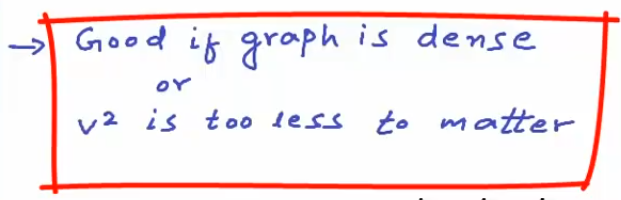 → Good if graph is dense
or
v² is too less to matter